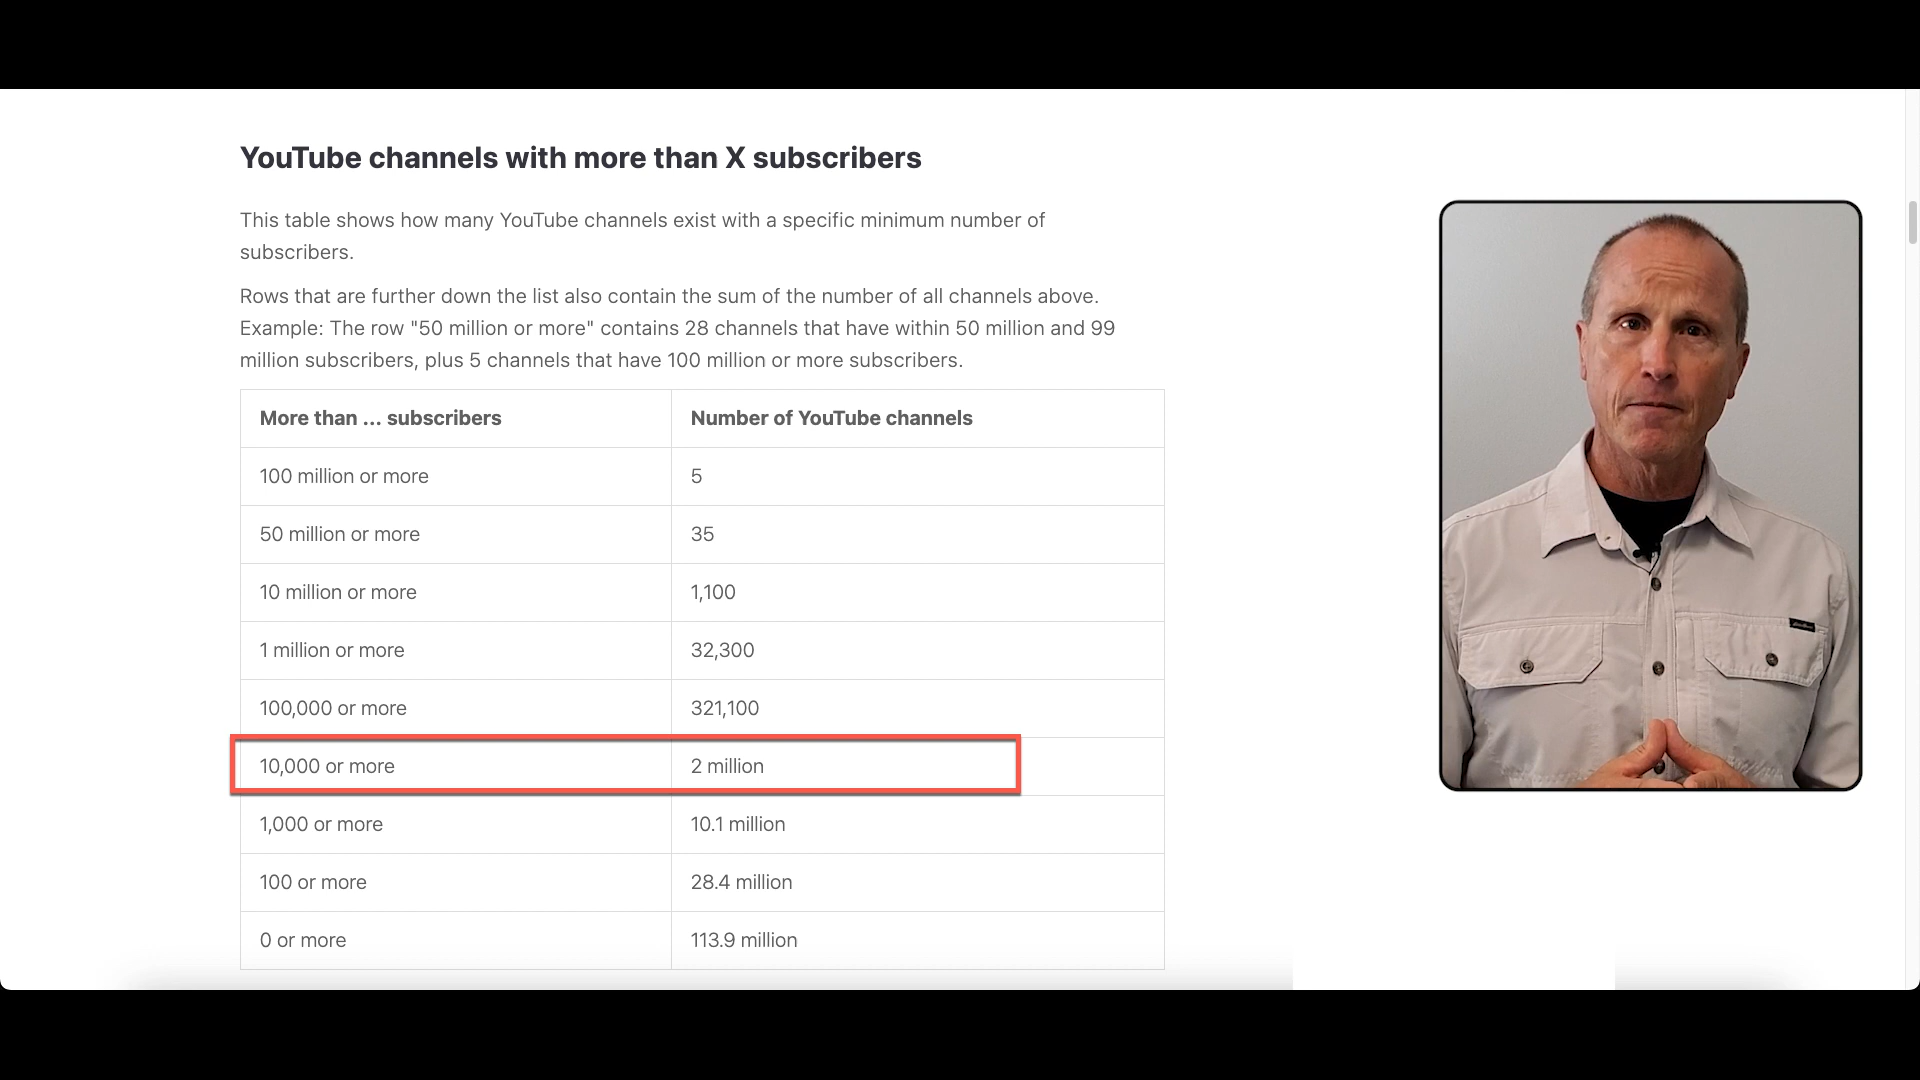 YouTube channels with more than X subscribers
This table shows how many YouTube channels exist with a specific minimum number of
subscribers.
Rows that are further down the list also contain the sum of the number of all channels above.
Example: The row "50 million or more" contains 28 channels that have within 50 million and 99
million subscribers, plus 5 channels that have 100 million or more subscribers.
More than ... subscribers Number of YouTube channels
100 million or more 5
50 million or more 35
10 million or more 1,100
1 million or more 32,300
100,000 or more 321,100
10,000 or more 2 million
1,000 or more 10.1 million
100 or more 28.4 million
0 or more 113.9 million